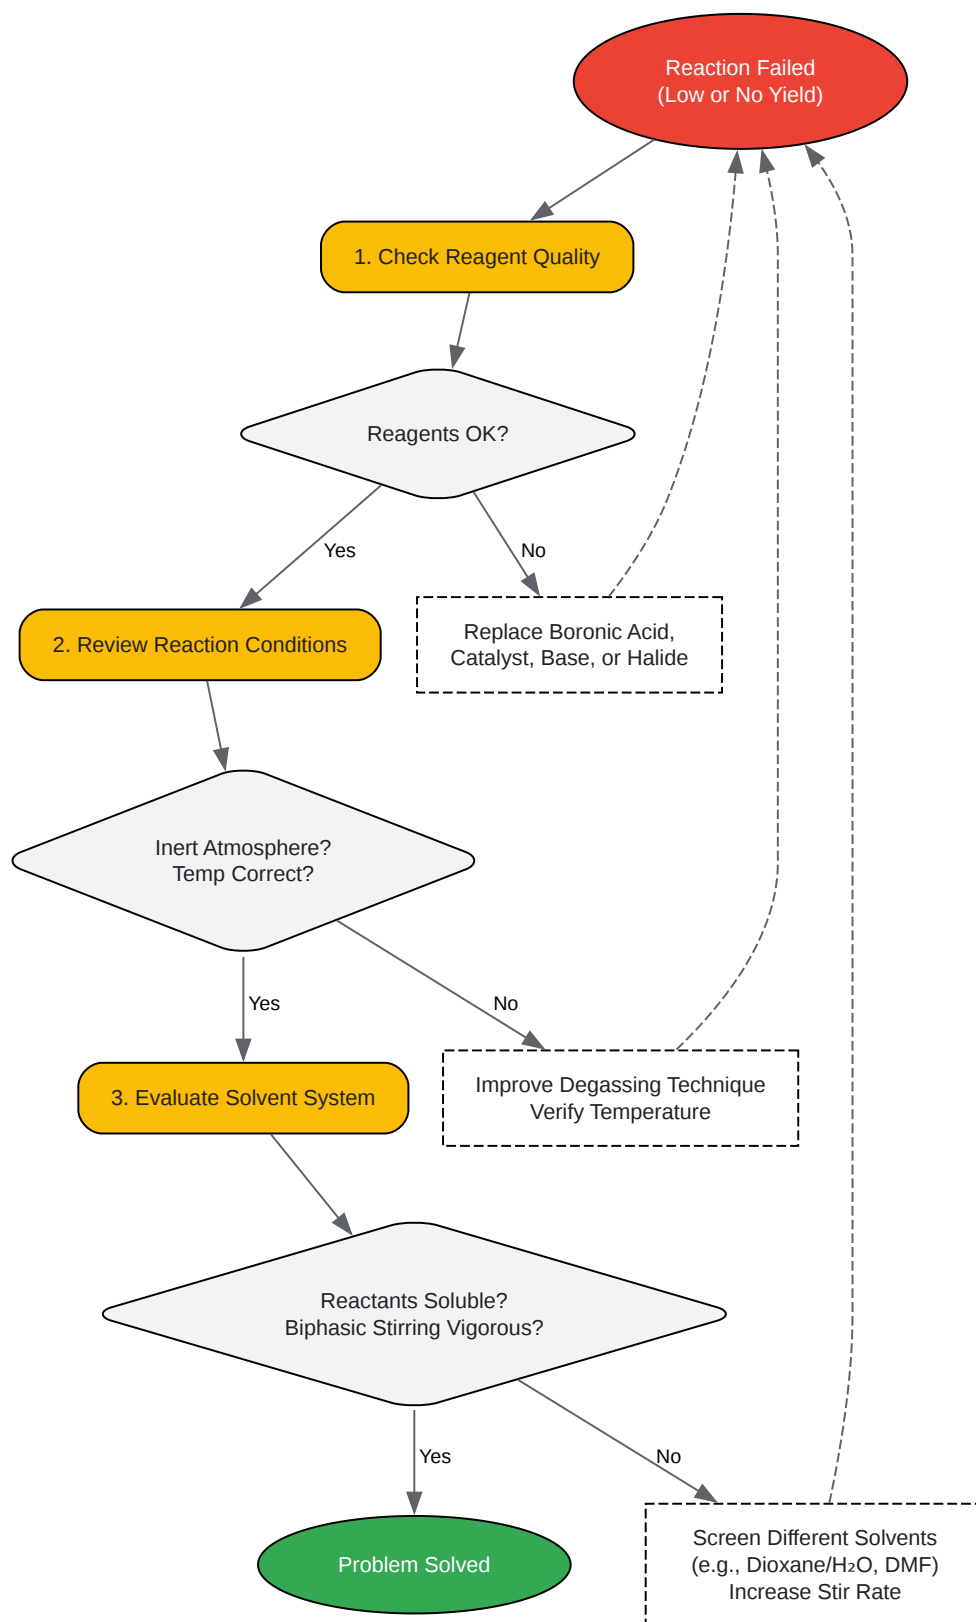 Reaction Failed
(Low or No Yield)
1. Check Reagent Quality
Reagents OK?
Yes
No
2. Review Reaction Conditions
Replace Boronic Acid,
Catalyst, Base, or Halide
Inert Atmosphere?
Temp Correct?
Yes
No
3. Evaluate Solvent System
Improve Degassing Technique
Verify Temperature
Reactants Soluble?
Biphasic Stirring Vigorous?
Yes
No
Problem Solved
Screen Different Solvents
(e.g., Dioxane/H₂O, DMF)
Increase Stir Rate